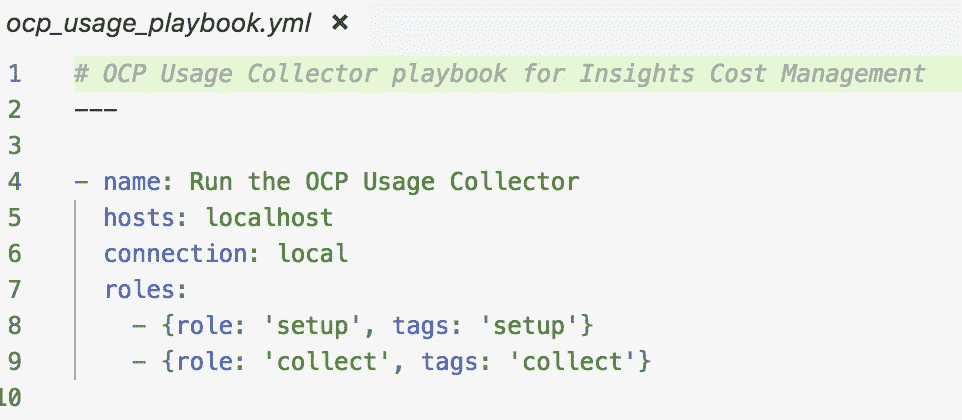 ocp_usage_playbook.yml ×
1 # OCP Usage Collector playbook for Insights Cost Management
2 ---
3
4 - name: Run the OCP Usage Collector
5 hosts: localhost
6 connection: local
7 roles:
8 - {role: 'setup', tags: 'setup'}
9 - {role: 'collect', tags: 'collect'}
10